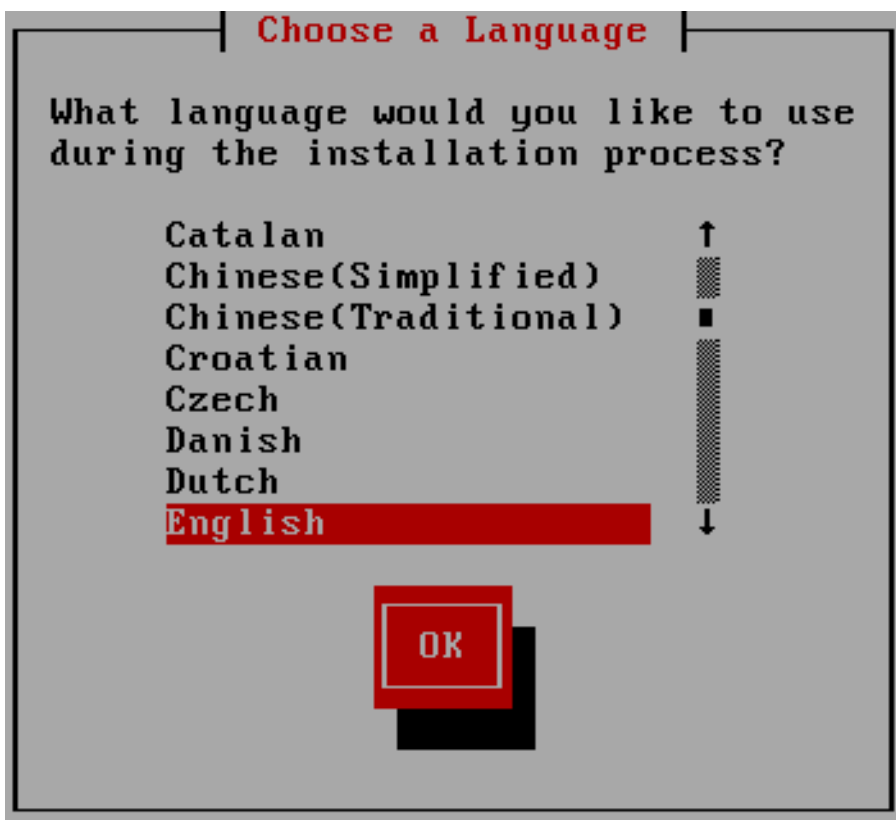 Choose a Language
What language would you like to use
during the installation process?
Catalan
Chinese(Simplified)
Chinese(Traditional)
Croatian
Czech
Danish
Dutch
English
OK